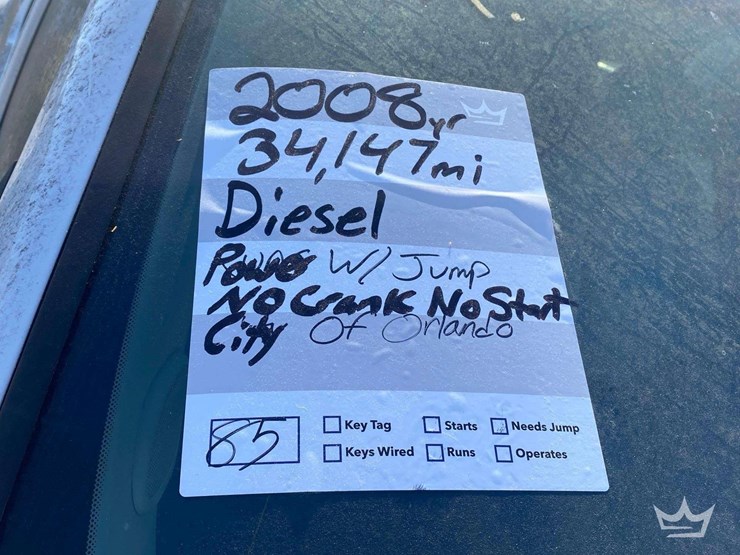 2008yr
34,147mi
Diesel
Power W/ Jump
No Crank No Start
City Of Orlando
85
Key Tag Starts Needs Jump
Keys Wired Runs Operates